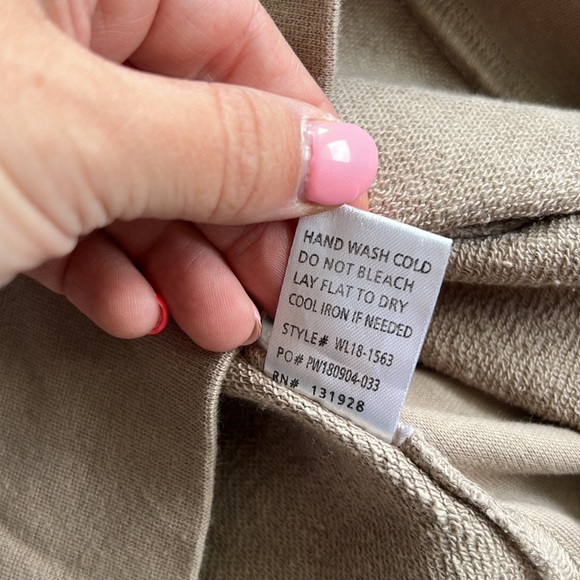 HAND WASH COLD
DO NOT BLEACH
LAY FLAT TO DRY
COOL IRON IF NEEDED
STYLE# WL18-1563
PO# PW180904-033
RN# 131928